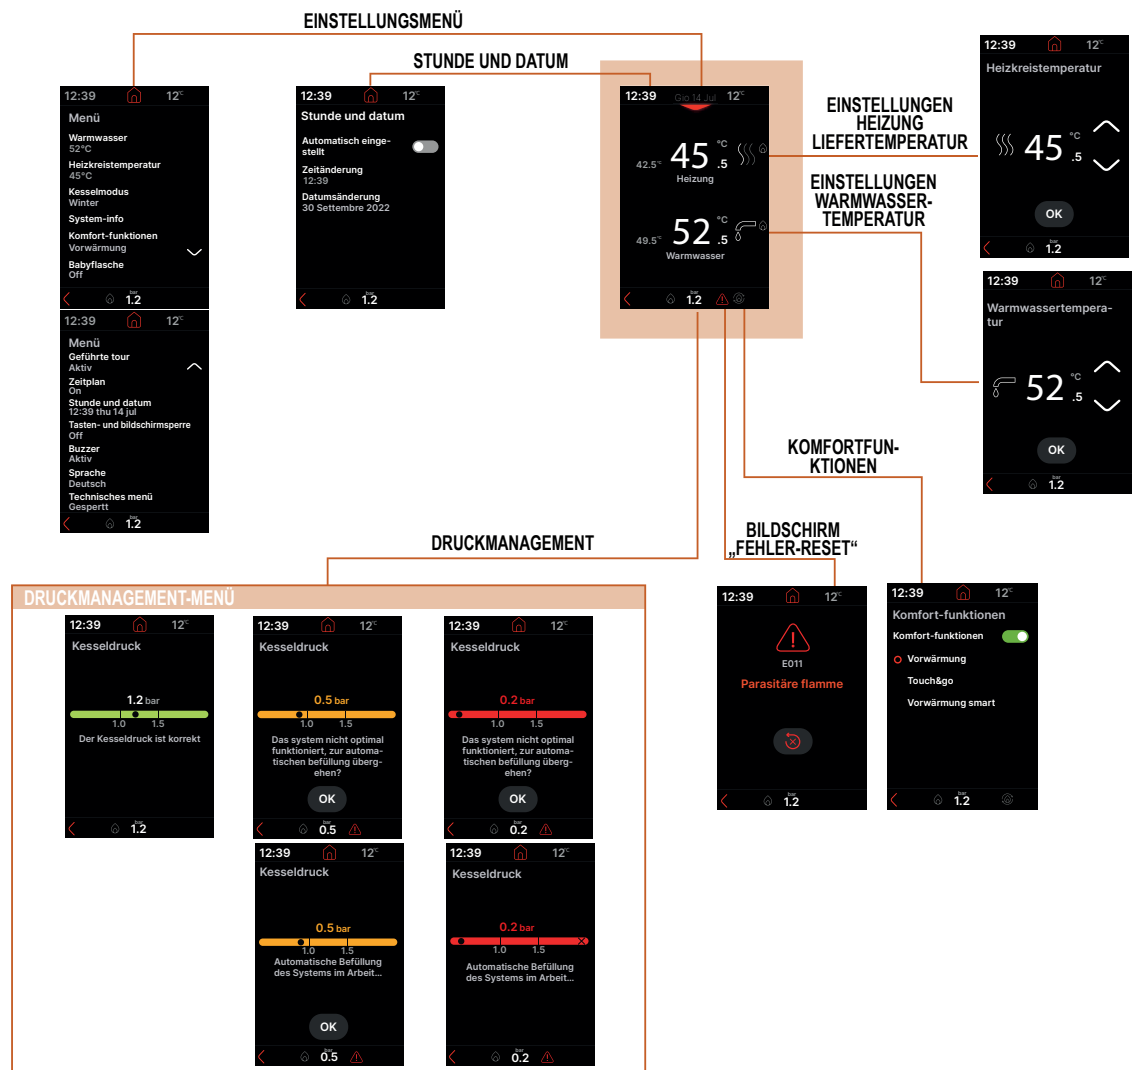 EINSTELLUNGSMENÜ
STUNDE UND DATUM
12:39 12°C
Menü
Warmwasser
52°C
Heizkreistemperatur
45°C
Kesselmodus
Winter
System-info
Komfort-funktionen
Vorwärmung
Babyflasche
Off
bar
1.2
12:39 12°C
Menü
Geführte tour
Aktiv
Zeitplan
On
Stunde und datum
12:39 thu 14 jul
Tasten- und bildschirmsperre
Off
Buzzer
Aktiv
Sprache
Deutsch
Technisches menü
Gespertt
bar
1.2
12:39 12°C
Stunde und datum
Automatisch einge-
stellt
Zeitänderung
12:39
Datumsänderung
30 Settembre 2022
bar
1.2
12:39 Gio 14 Jul 12°C
42.5°C 45 °C .5
Heizung
49.5°C 52 °C .5
Warmwasser
bar
1.2
EINSTELLUNGEN
HEIZUNG
LIEFERTEMPERATUR
EINSTELLUNGEN
WARMWASSER-
TEMPERATUR
12:39 12°C
Heizkreistemperatur
45 °C .5
OK
bar
1.2
12:39 12°C
Warmwassertempera-
tur
52 °C .5
OK
bar
1.2
KOMFORTFUN-
KTIONEN
BILDSCHIRM
„FEHLER-RESET“
DRUCKMANAGEMENT
12:39 12°C
E011
Parasitäre flamme
bar
1.2
12:39 12°C
Komfort-funktionen
Komfort-funktionen
Vorwärmung
Touch&go
Vorwärmung smart
bar
1.2
DRUCKMANAGEMENT-MENÜ
12:39 12°C
Kesseldruck
1.2 bar
1.0 1.5
Der Kesseldruck ist korrekt
bar
1.2
12:39 12°C
Kesseldruck
0.5 bar
1.0 1.5
Das system nicht optimal
funktioniert, zur automa-
tischen befüllung überg-
ehen?
OK
bar
0.5
12:39 12°C
Kesseldruck
0.2 bar
1.0 1.5
Das system nicht optimal
funktioniert, zur automa-
tischen befüllung überg-
ehen?
OK
bar
0.2
12:39 12°C
Kesseldruck
0.5 bar
1.0 1.5
Automatische Befüllung
des Systems im Arbeit...
OK
bar
0.5
12:39 12°C
Kesseldruck
0.2 bar
1.0 1.5
Automatische Befüllung
des Systems im Arbeit...
bar
0.2